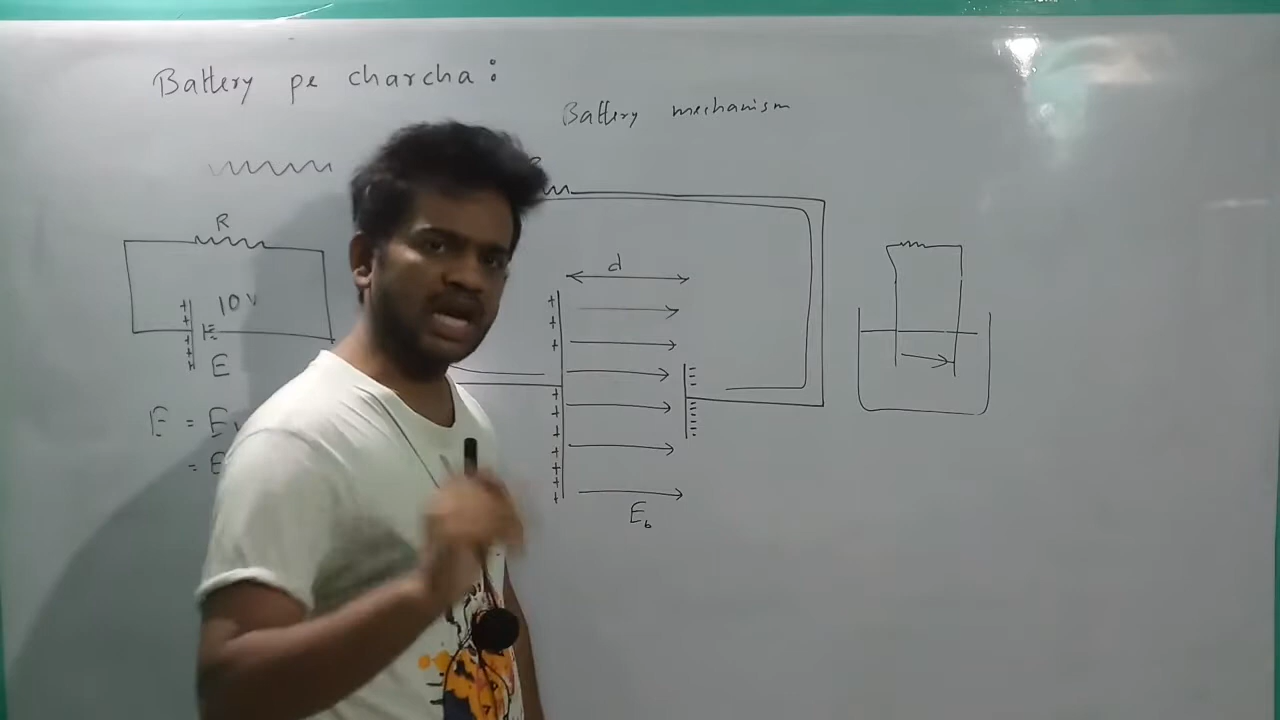 Battery pe charcha:
Battery mechanism
R
10 V
E
d
E =
= E
E_b